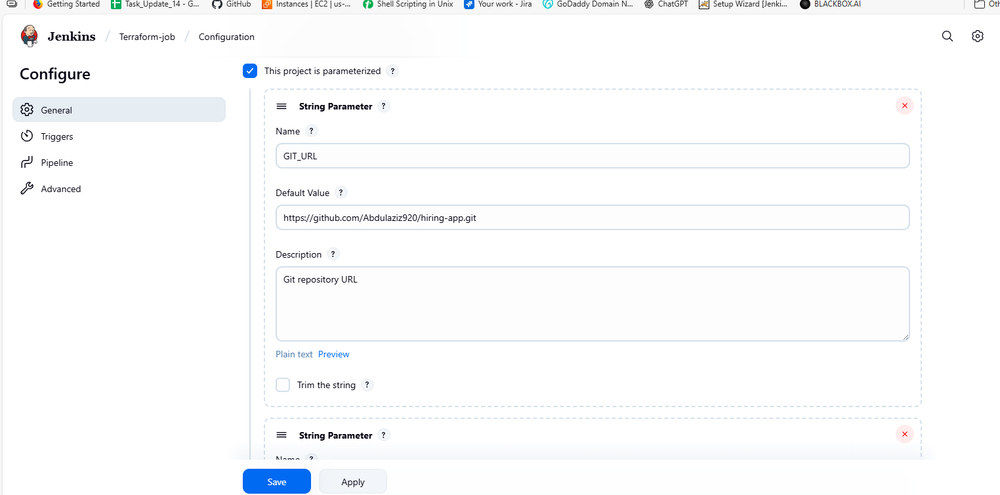 Getting Started Task_Update_14 - G... GitHub Instances | EC2 | us-... Shell Scripting in Unix Your work - Jira GoDaddy Domain N... ChatGPT Setup Wizard [Jenki... BLACKBOX.AI Oth
Jenkins / Terraform-job / Configuration
Configure
General
Triggers
Pipeline
Advanced
This project is parameterized ?
String Parameter ?
Name ?
GIT_URL
Default Value ?
https://github.com/Abdulaziz920/hiring-app.git
Description ?
Git repository URL
Plain text Preview
Trim the string ?
String Parameter ?
Name ?
Save Apply